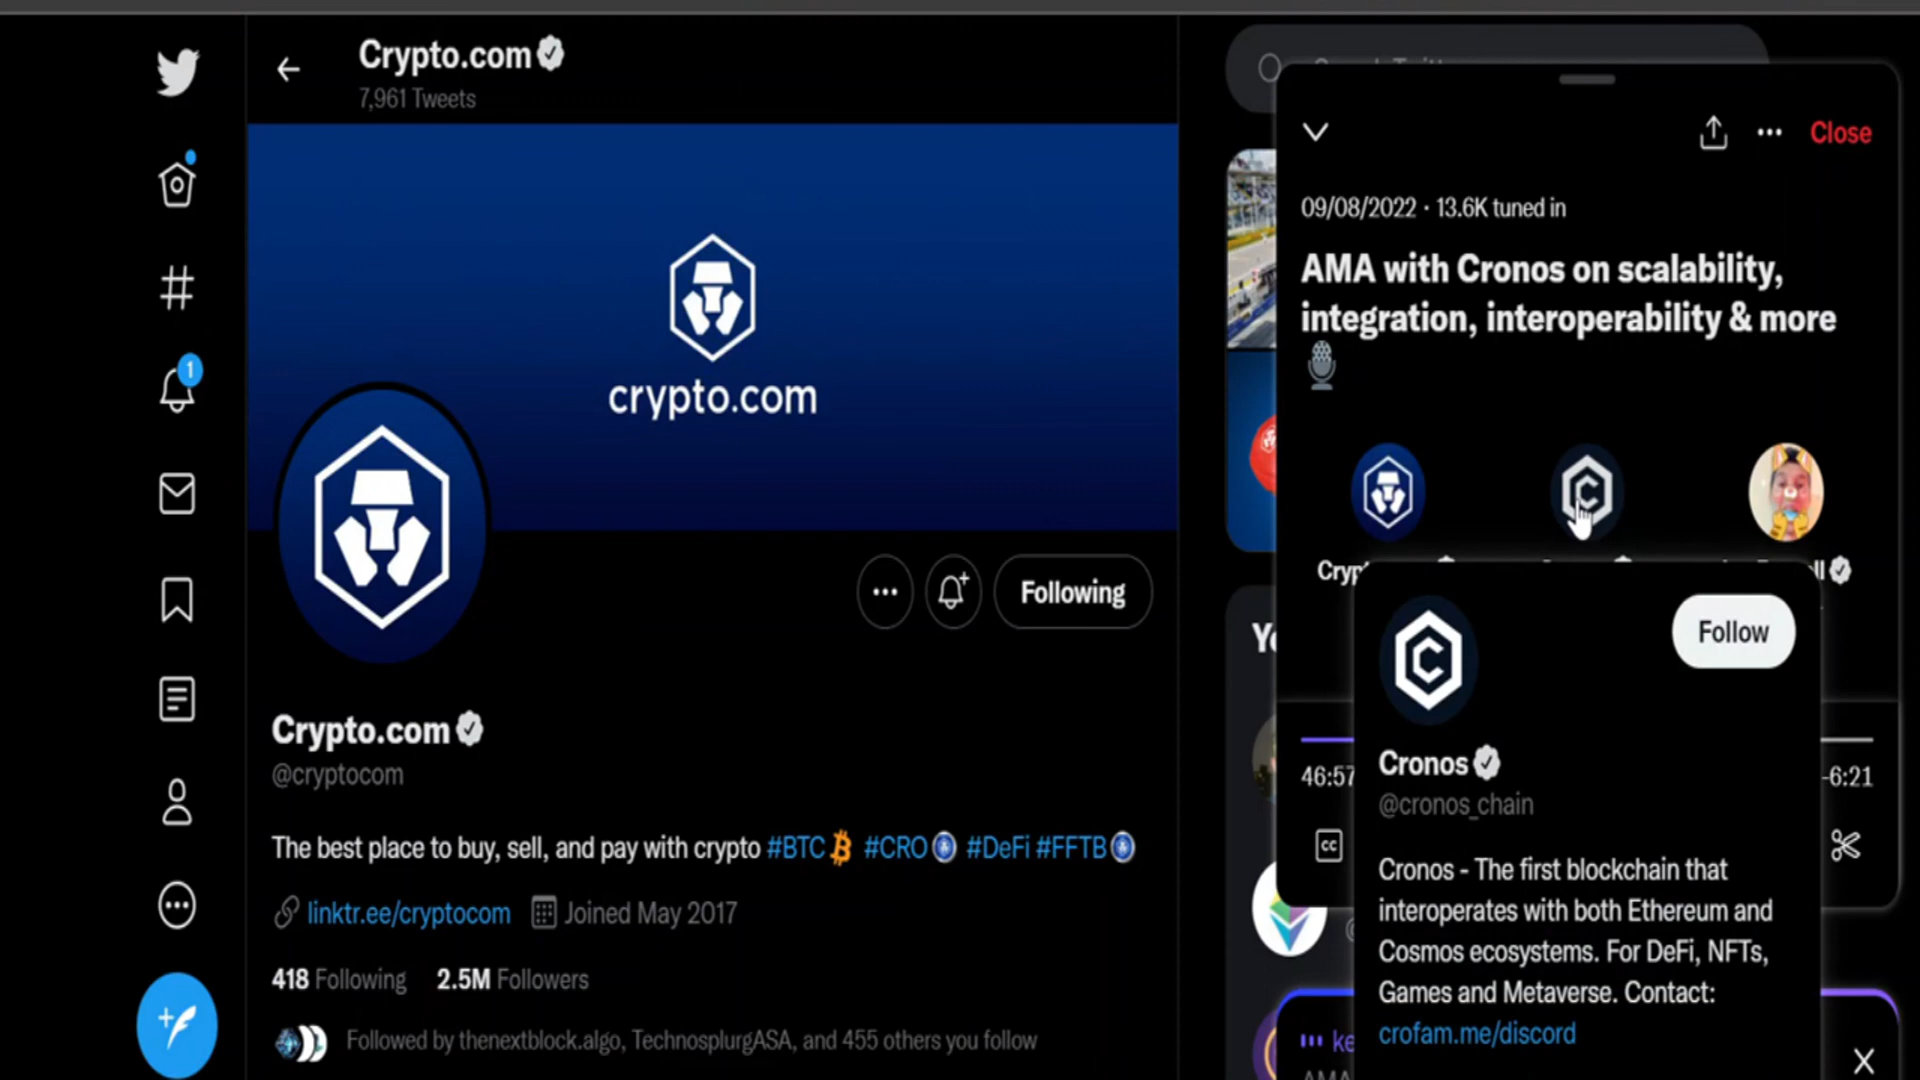 Crypto.com
7,961 Tweets
crypto.com
Following
Crypto.com
@cryptocom
The best place to buy, sell, and pay with crypto #BTC #CRO #DeFi #FFTB
linktr.ee/cryptocom Joined May 2017
418 Following 2.5M Followers
Followed by thenextblock.algo, TechnosplurgASA, and 455 others you follow
1
Close
09/08/2022 · 13.6K tuned in
AMA with Cronos on scalability,
integration, interoperability & more
Follow
46:57
-6:21
CC
Cronos
@cronos_chain
Cronos - The first blockchain that
interoperates with both Ethereum and
Cosmos ecosystems. For DeFi, NFTs,
Games and Metaverse. Contact:
crofam.me/discord